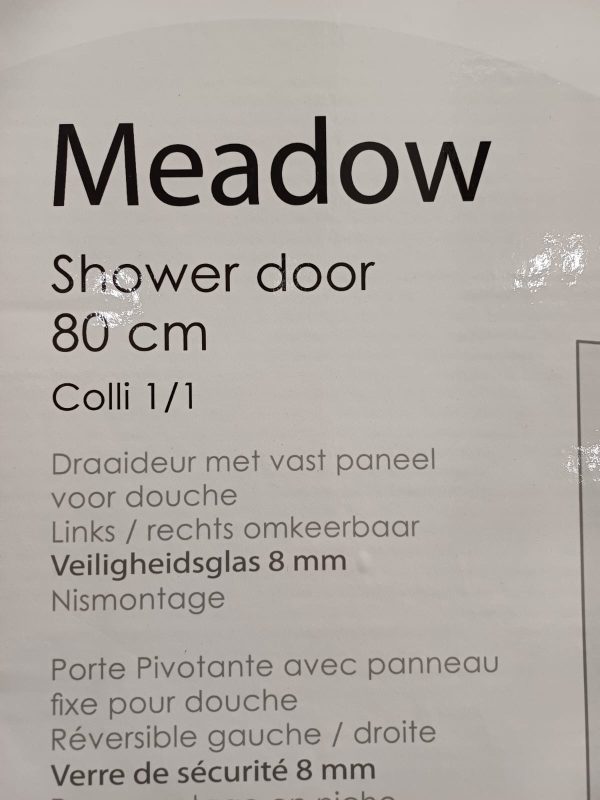 Meadow
Shower door
80 cm
Colli 1/1
Draaideur met vast paneel
voor douche
Links / rechts omkeerbaar
Veiligheidsglas 8 mm
Nismontage
Porte Pivotante avec panneau
fixe pour douche
Réversible gauche / droite
Verre de sécurité 8 mm